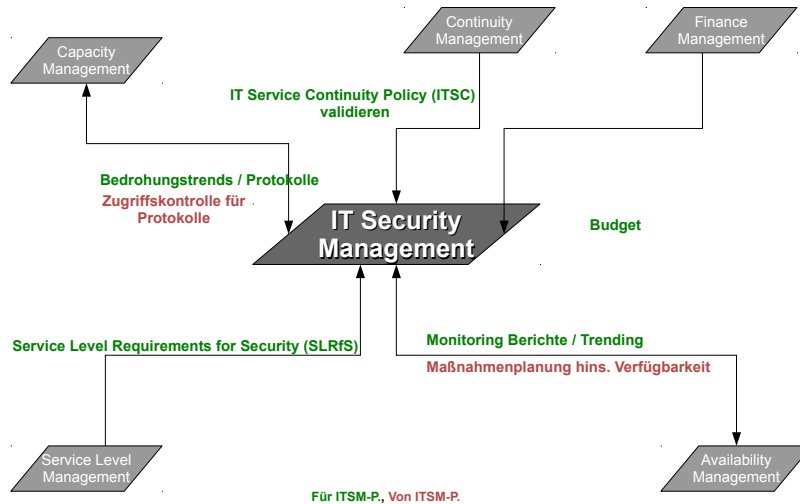 Continuity
Management
Finance
Management
Capacity
Management
IT Service Continuity Policy (ITSC)
validieren
Bedrohungstrends / Protokolle
Zugriffskontrolle für
Protokolle
IT Security
Management
Budget
Service Level Requirements for Security (SLRfS)
Monitoring Berichte / Trending
Maßnahmenplanung hins. Verfügbarkeit
Service Level
Management
Availability
Management
Für ITSM-P., Von ITSM-P.